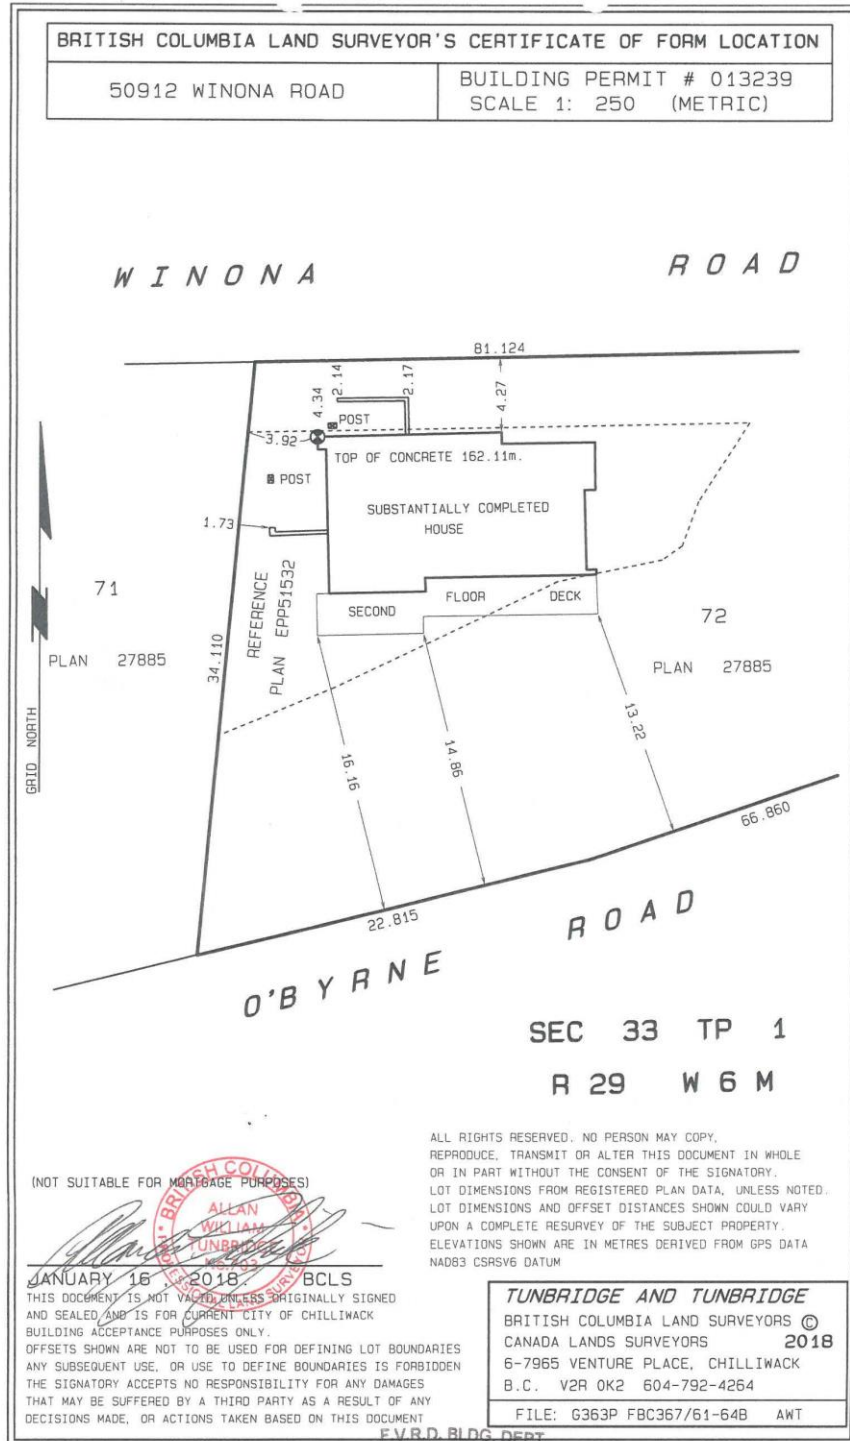 BRITISH COLUMBIA LAND SURVEYOR'S CERTIFICATE OF FORM LOCATION
50912 WINONA ROAD
BUILDING PERMIT # 013239
SCALE 1: 250 (METRIC)
WINONA ROAD
81.124
4.34
2.14
2.17
4.27
POST
3.92
TOP OF CONCRETE 162.11m.
POST
SUBSTANTIALLY COMPLETED
HOUSE
1.73
71
PLAN 27885
REFERENCE
PLAN EPP51532
SECOND FLOOR DECK
72
PLAN 27885
34.110
GRID NORTH
16.16
14.86
13.22
66.860
22.815
O'BYRNE ROAD
SEC 33 TP 1
R 29 W 6 M
ALL RIGHTS RESERVED. NO PERSON MAY COPY,
REPRODUCE, TRANSMIT OR ALTER THIS DOCUMENT IN WHOLE
OR IN PART WITHOUT THE CONSENT OF THE SIGNATORY.
LOT DIMENSIONS FROM REGISTERED PLAN DATA, UNLESS NOTED.
LOT DIMENSIONS AND OFFSET DISTANCES SHOWN COULD VARY
UPON A COMPLETE RESURVEY OF THE SUBJECT PROPERTY.
ELEVATIONS SHOWN ARE IN METRES DERIVED FROM GPS DATA
NAD83 CSRSV6 DATUM
(NOT SUITABLE FOR MORTGAGE PURPOSES)
BRITISH COLUMBIA
ALLAN
WILLIAM
TUNBRIDGE
No.703
PROFESSIONAL LAND SURVEYOR
JANUARY 16, 2018. BCLS
THIS DOCUMENT IS NOT VALID UNLESS ORIGINALLY SIGNED
AND SEALED AND IS FOR CURRENT CITY OF CHILLIWACK
BUILDING ACCEPTANCE PURPOSES ONLY.
OFFSETS SHOWN ARE NOT TO BE USED FOR DEFINING LOT BOUNDARIES
ANY SUBSEQUENT USE, OR USE TO DEFINE BOUNDARIES IS FORBIDDEN
THE SIGNATORY ACCEPTS NO RESPONSIBILITY FOR ANY DAMAGES
THAT MAY BE SUFFERED BY A THIRD PARTY AS A RESULT OF ANY
DECISIONS MADE, OR ACTIONS TAKEN BASED ON THIS DOCUMENT
TUNBRIDGE AND TUNBRIDGE
BRITISH COLUMBIA LAND SURVEYORS ©
CANADA LANDS SURVEYORS 2018
6-7965 VENTURE PLACE, CHILLIWACK
B.C. V2R 0K2 604-792-4264
FILE: G363P FBC367/61-64B AWT
F.V.R.D. BLDG. DEPT